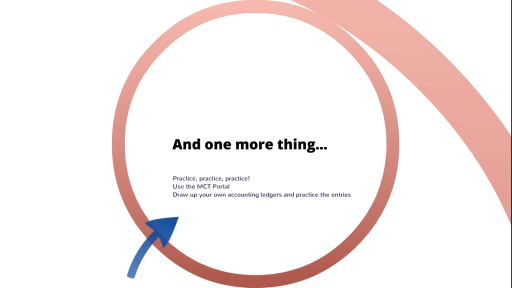 And one more thing...
Practice, practice, practice!
Use the MCT Portal
Draw up your own accounting ledgers and practice the entries